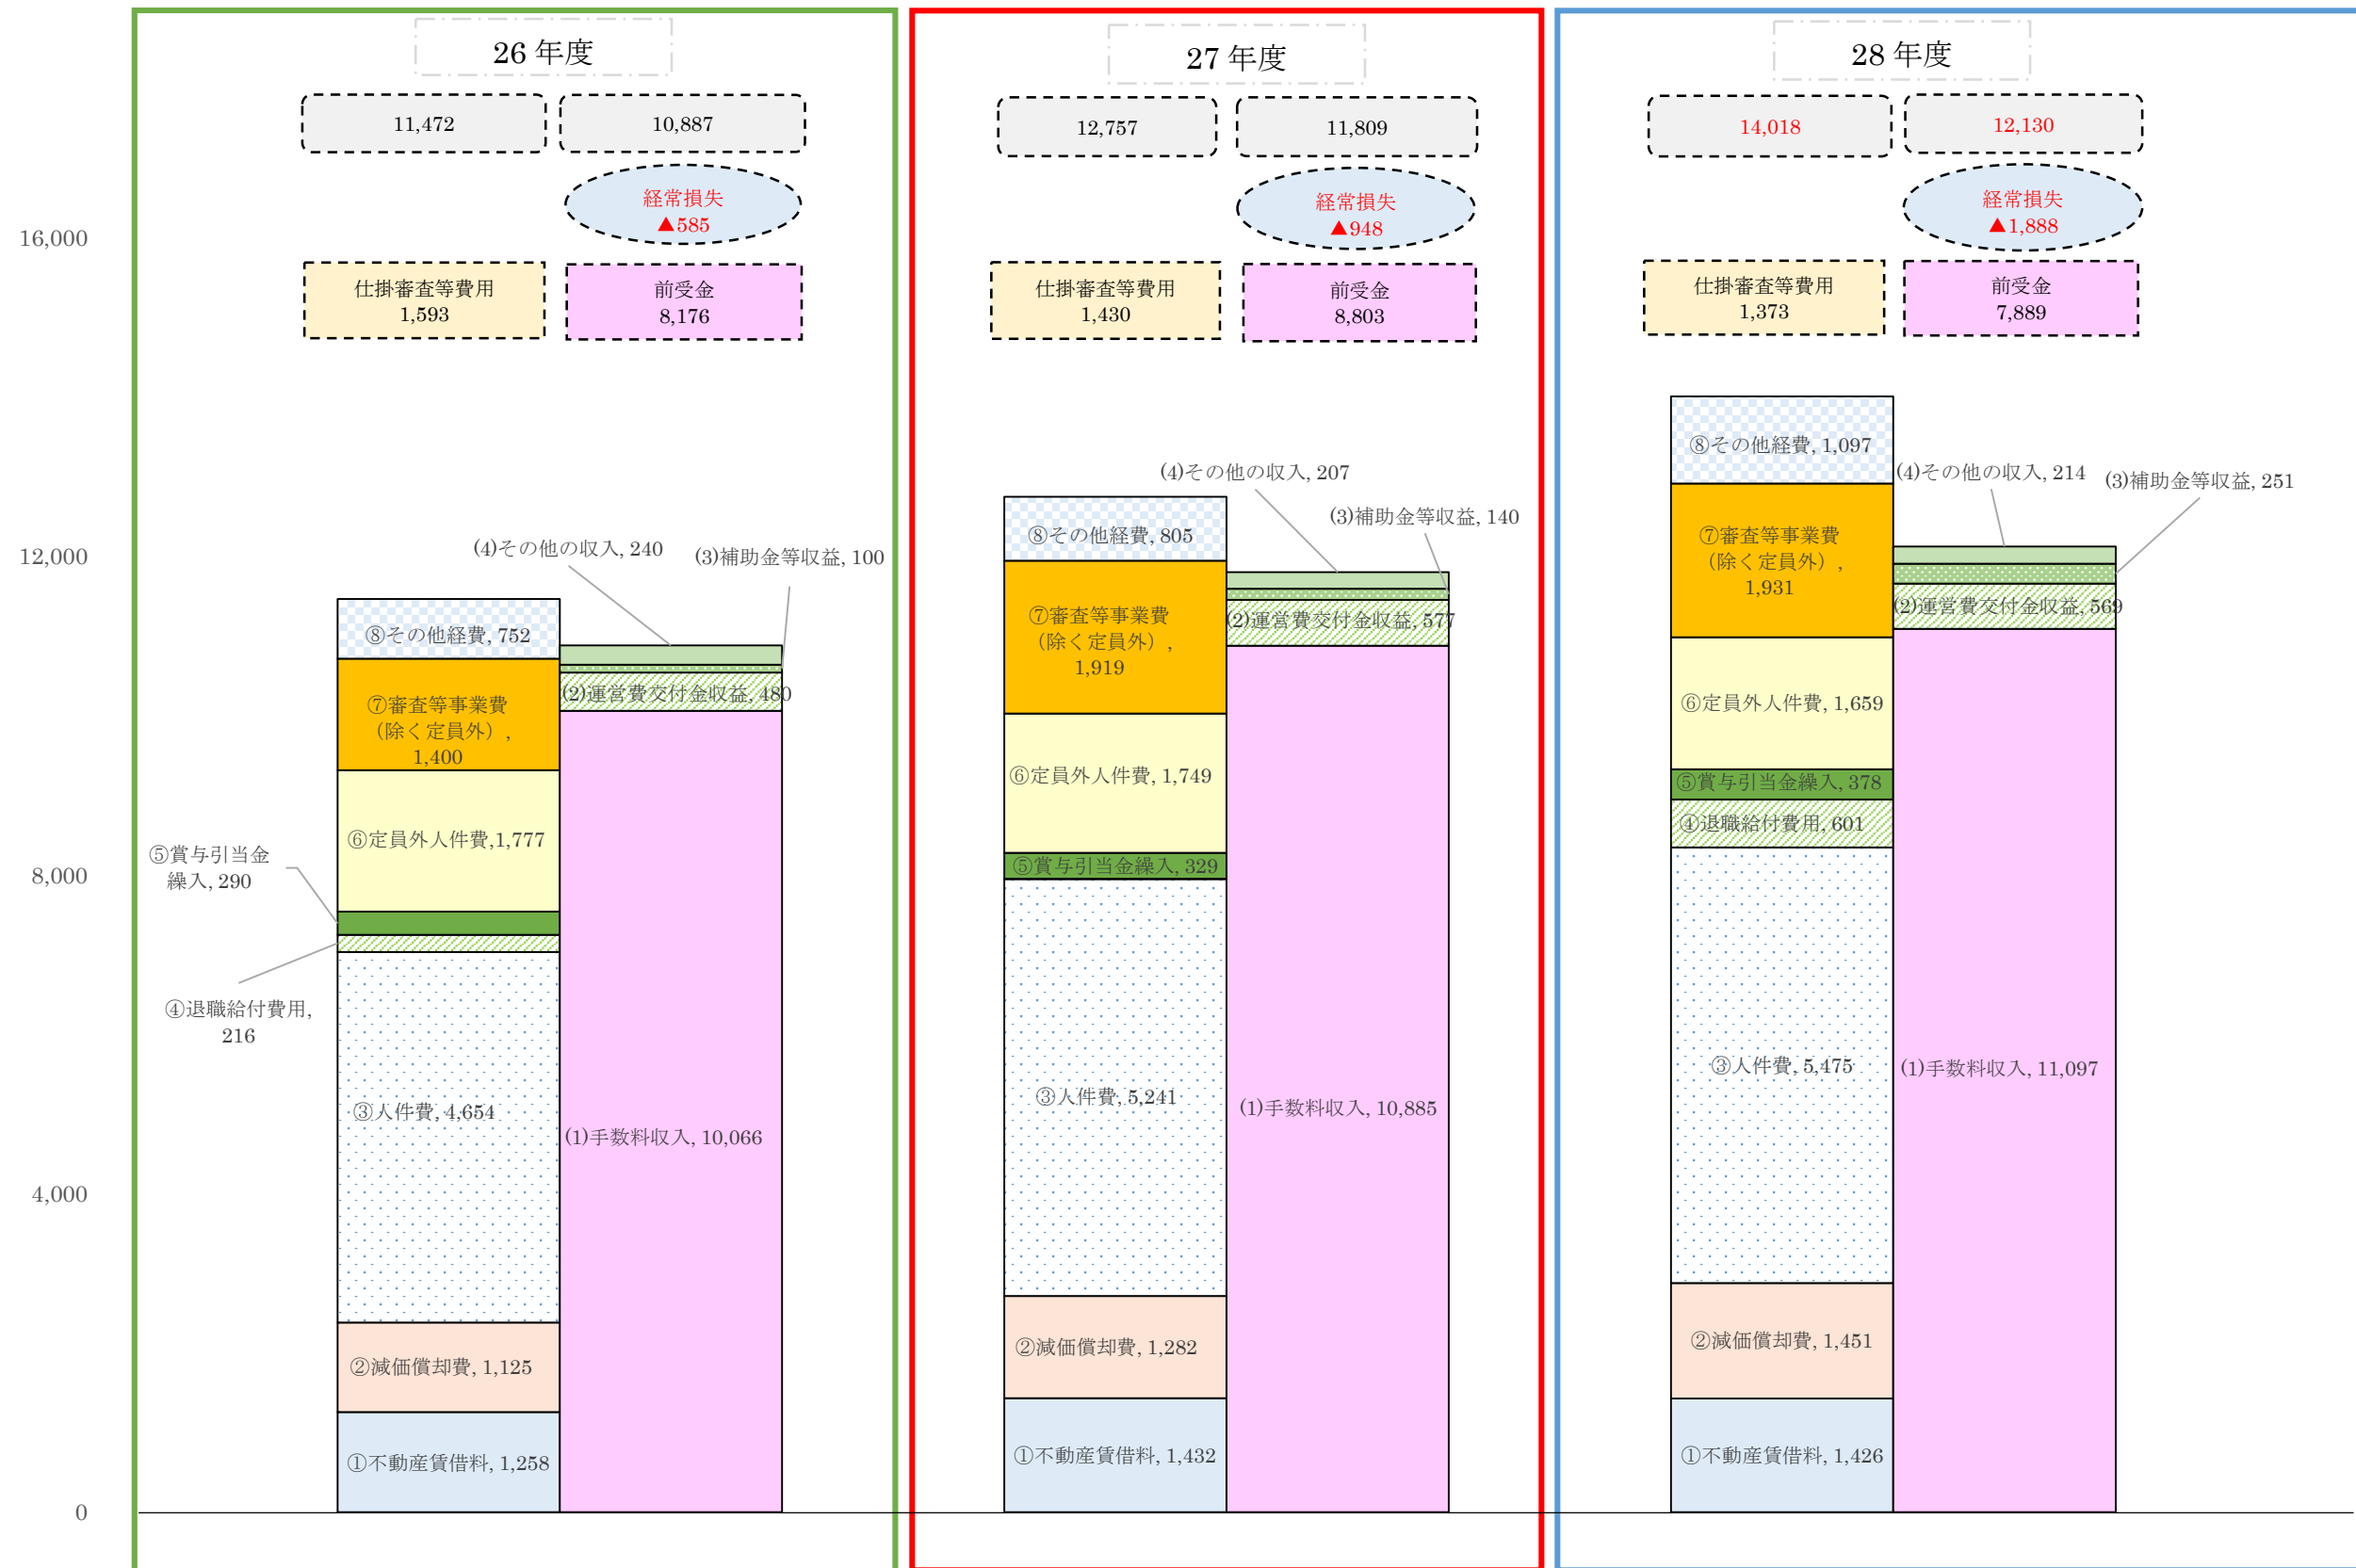 26 年度
11,472
10,887
経常損失
▲585
仕掛審査等費用
1,593
前受金
8,176
27 年度
12,757
11,809
経常損失
▲948
仕掛審査等費用
1,430
前受金
8,803
28 年度
14,018
12,130
経常損失
▲1,888
仕掛審査等費用
1,373
前受金
7,889
16,000
12,000
8,000
4,000
0
(4)その他の収入, 240
(3)補助金等収益, 100
⑧その他経費, 752
(2)運営費交付金収益, 480
⑦審査等事業費
（除く定員外）,
1,400
⑥定員外人件費,1,777
⑤賞与引当金
繰入, 290
④退職給付費用,
216
③人件費, 4,654
(1)手数料収入, 10,066
②減価償却費, 1,125
①不動産賃借料, 1,258
(4)その他の収入, 207
(3)補助金等収益, 140
⑧その他経費, 805
(2)運営費交付金収益, 577
⑦審査等事業費
（除く定員外）,
1,919
⑥定員外人件費, 1,749
⑤賞与引当金繰入, 329
③人件費, 5,241
(1)手数料収入, 10,885
②減価償却費, 1,282
①不動産賃借料, 1,432
⑧その他経費, 1,097
(4)その他の収入, 214
(3)補助金等収益, 251
⑦審査等事業費
（除く定員外）,
1,931
(2)運営費交付金収益, 569
⑥定員外人件費, 1,659
⑤賞与引当金繰入, 378
④退職給付費用, 601
③人件費, 5,475
(1)手数料収入, 11,097
②減価償却費, 1,451
①不動産賃借料, 1,426